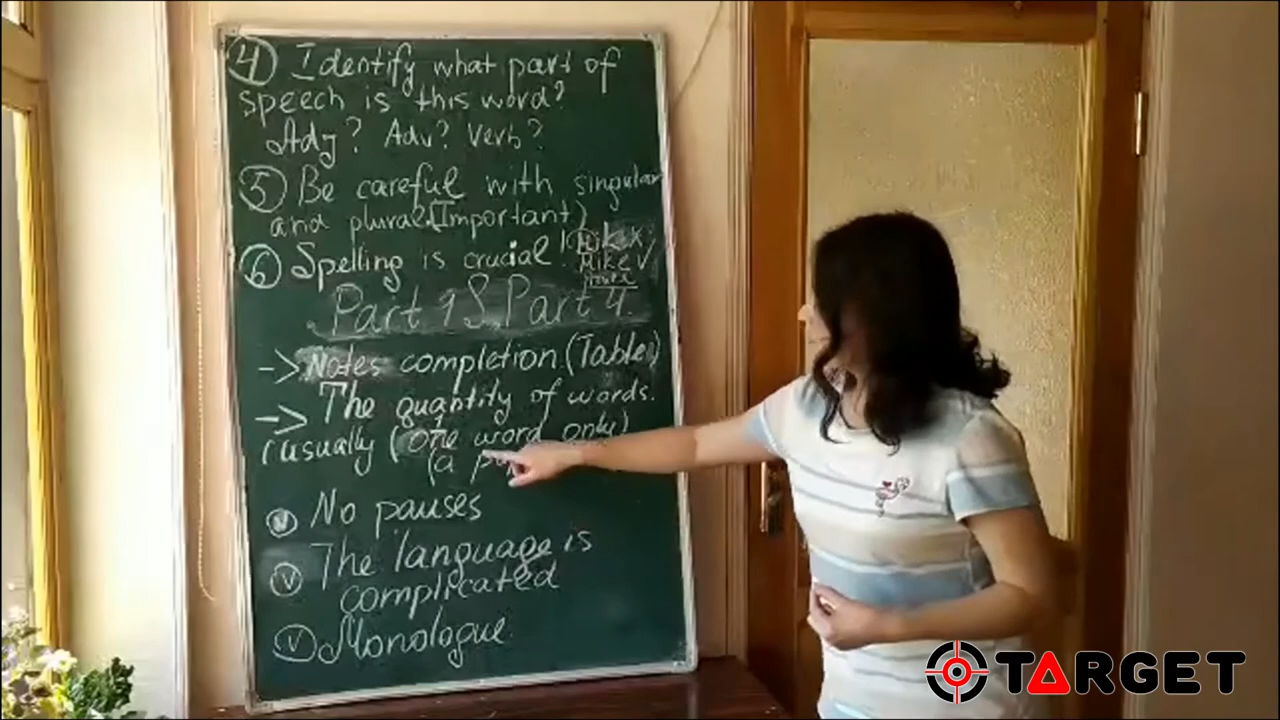 4 Identify what part of
speech is this word?
Adj? Adv? Verb?
5 Be careful with singular
and plural (Important)
6 Spelling is crucial!
Mike ✓
Part 1 & Part 4.
-> Notes completion. (Table)
-> The quantity of words.
(usually (one word only)
(a
No pauses
V The language is
complicated
V Monologue
TARGET